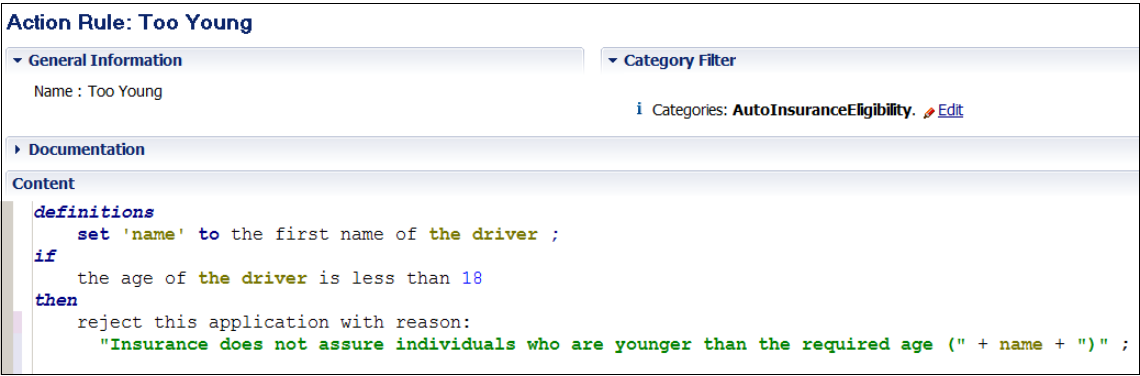 Action Rule: Too Young
General Information
Category Filter
Name : Too Young
i Categories: AutoInsuranceEligibility. Edit
Documentation
Content
definitions
set 'name' to the first name of the driver ;
if
the age of the driver is less than 18
then
reject this application with reason:
"Insurance does not assure individuals who are younger than the required age (" + name + ")" ;